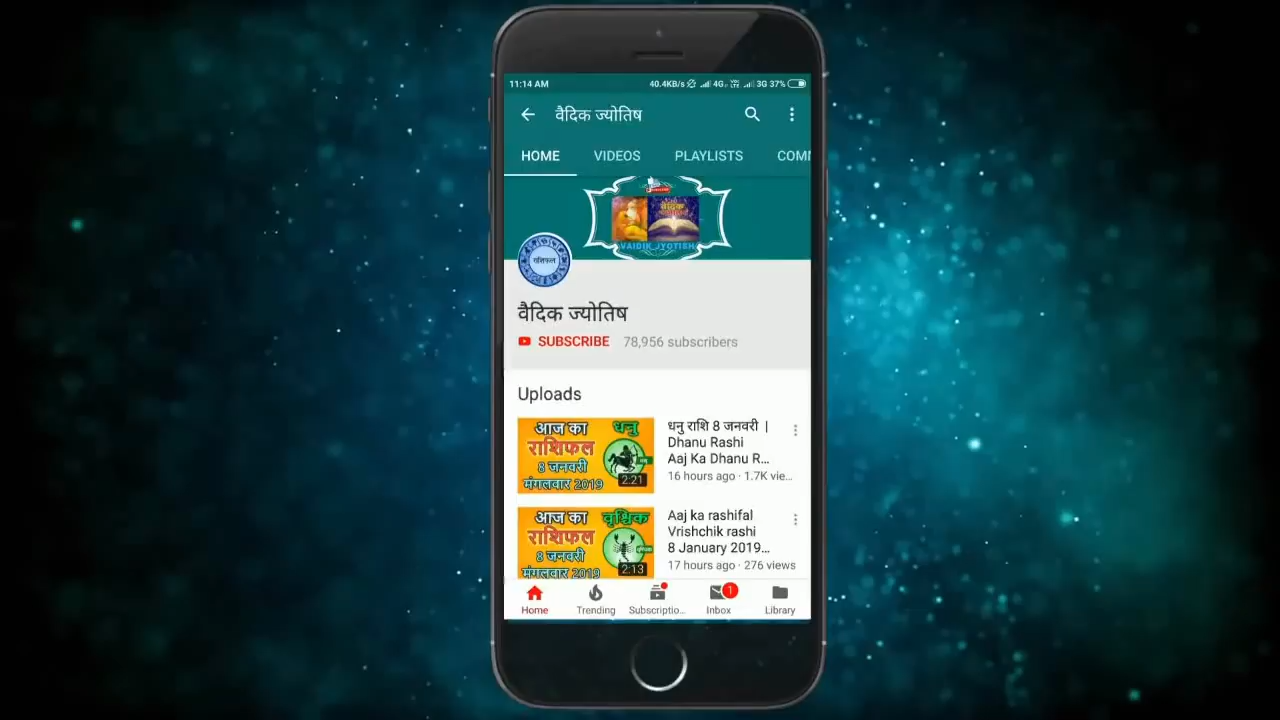 11:14 AM
40.4KB/s 4G 3G 37%
वैदिक ज्योतिष
HOME VIDEOS PLAYLISTS COMM
वैदिक
VAIDIK JYOTISH
राशिफल
वैदिक ज्योतिष
SUBSCRIBE 78,956 subscribers
Uploads
आज का धनु
राशिफल
8 जनवरी
मंगलवार 2019
2:21
धनु राशि 8 जनवरी |
Dhanu Rashi
Aaj Ka Dhanu R...
16 hours ago · 1.7K vie...
आज का वृश्चिक
राशिफल
8 जनवरी
मंगलवार 2019
2:13
Aaj ka rashifal
Vrishchik rashi
8 January 2019...
17 hours ago · 276 views
1
Home Trending Subscriptio... Inbox Library